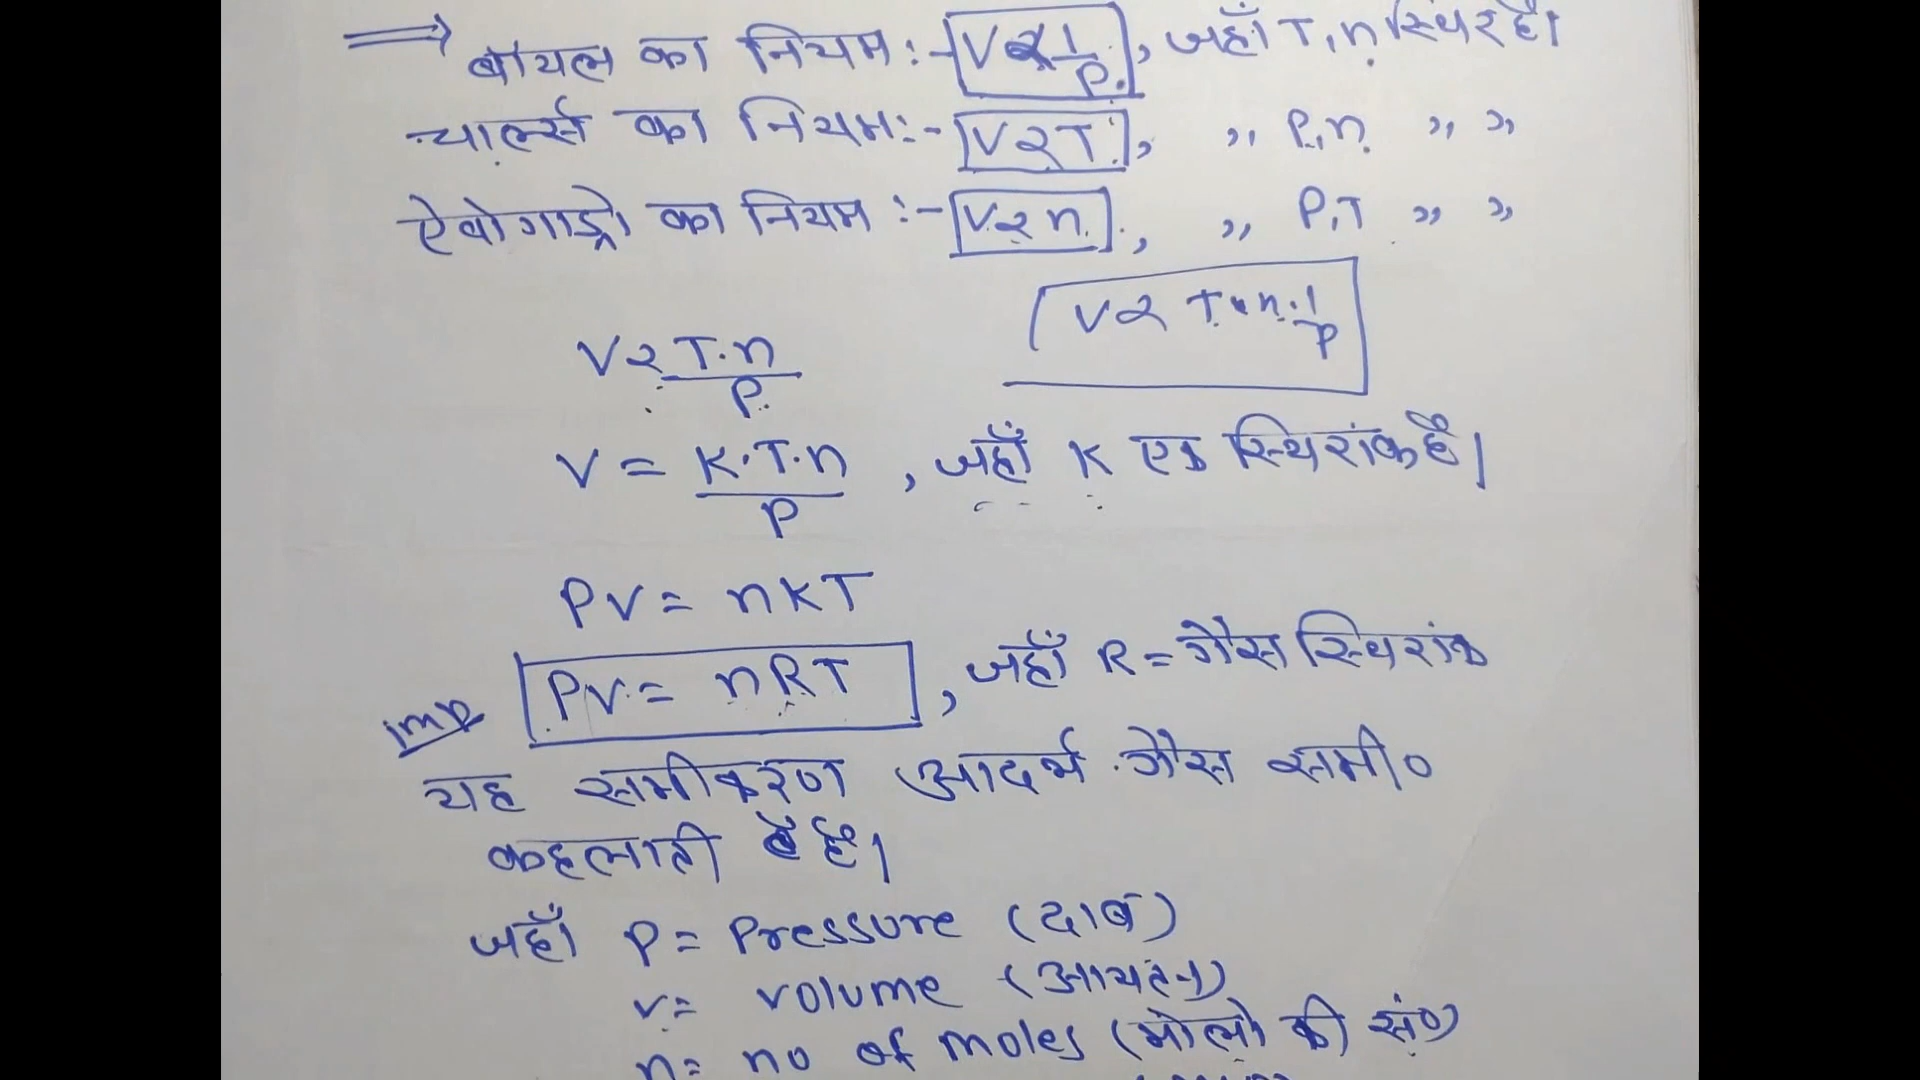 ⇒ बॉयल का नियम :- V ∝ 1/P , जहाँ T, n स्थिर है।
चार्ल्स का नियम :- V ∝ T , ,, P, n ,, ,,
ऐवोगाड्रो का नियम :- V ∝ n , ,, P, T ,, ,,
V ∝ T · n · 1/P
V ∝ T · n / P
V = K · T · n / P , जहाँ K एक स्थिरांक है।
PV = nKT
Imp PV = nRT , जहाँ R = गैस स्थिरांक
यह समीकरण आदर्श गैस समी०
कहलाती है।
जहाँ P = Pressure (दाब)
V = volume (आयतन)
n = no of moles (मोलो की सं०)